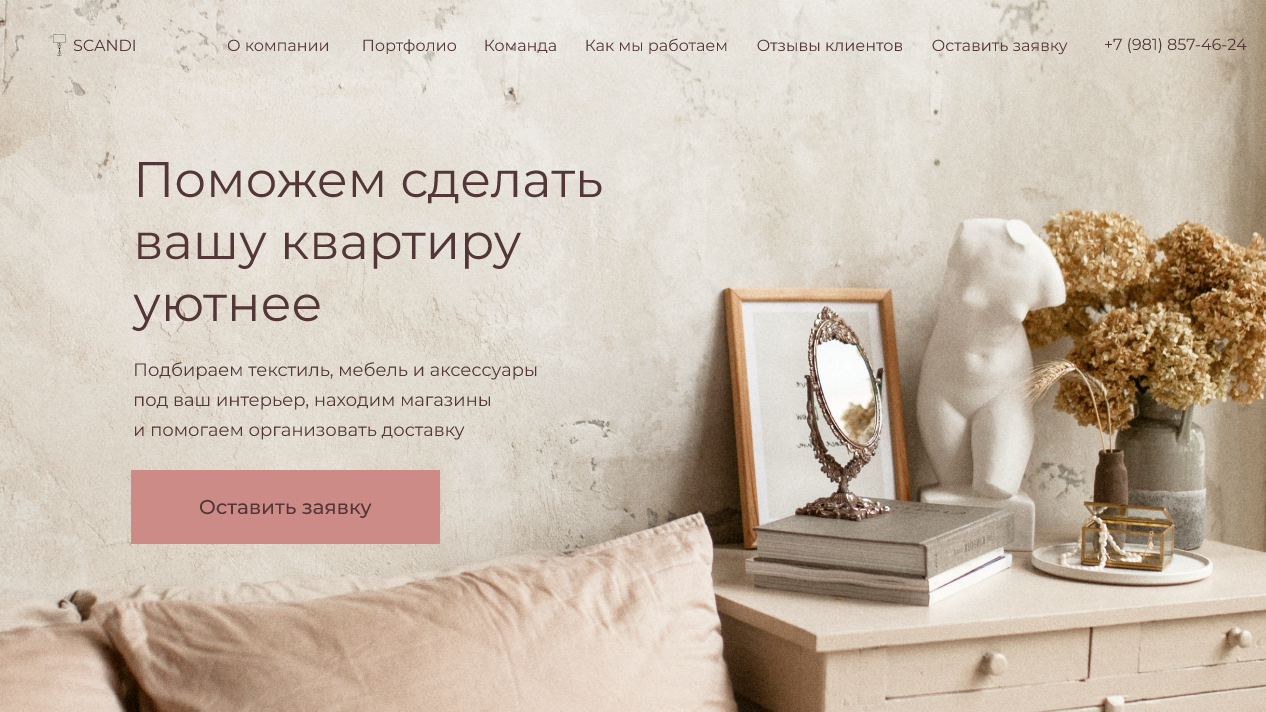 SCANDI
О компании
Портфолио
Команда
Как мы работаем
Отзывы клиентов
Оставить заявку
+7 (981) 857-46-24
Поможем сделать
вашу квартиру
уютнее
Подбираем текстиль, мебель и аксессуары
под ваш интерьер, находим магазины
и помогаем организовать доставку
Оставить заявку